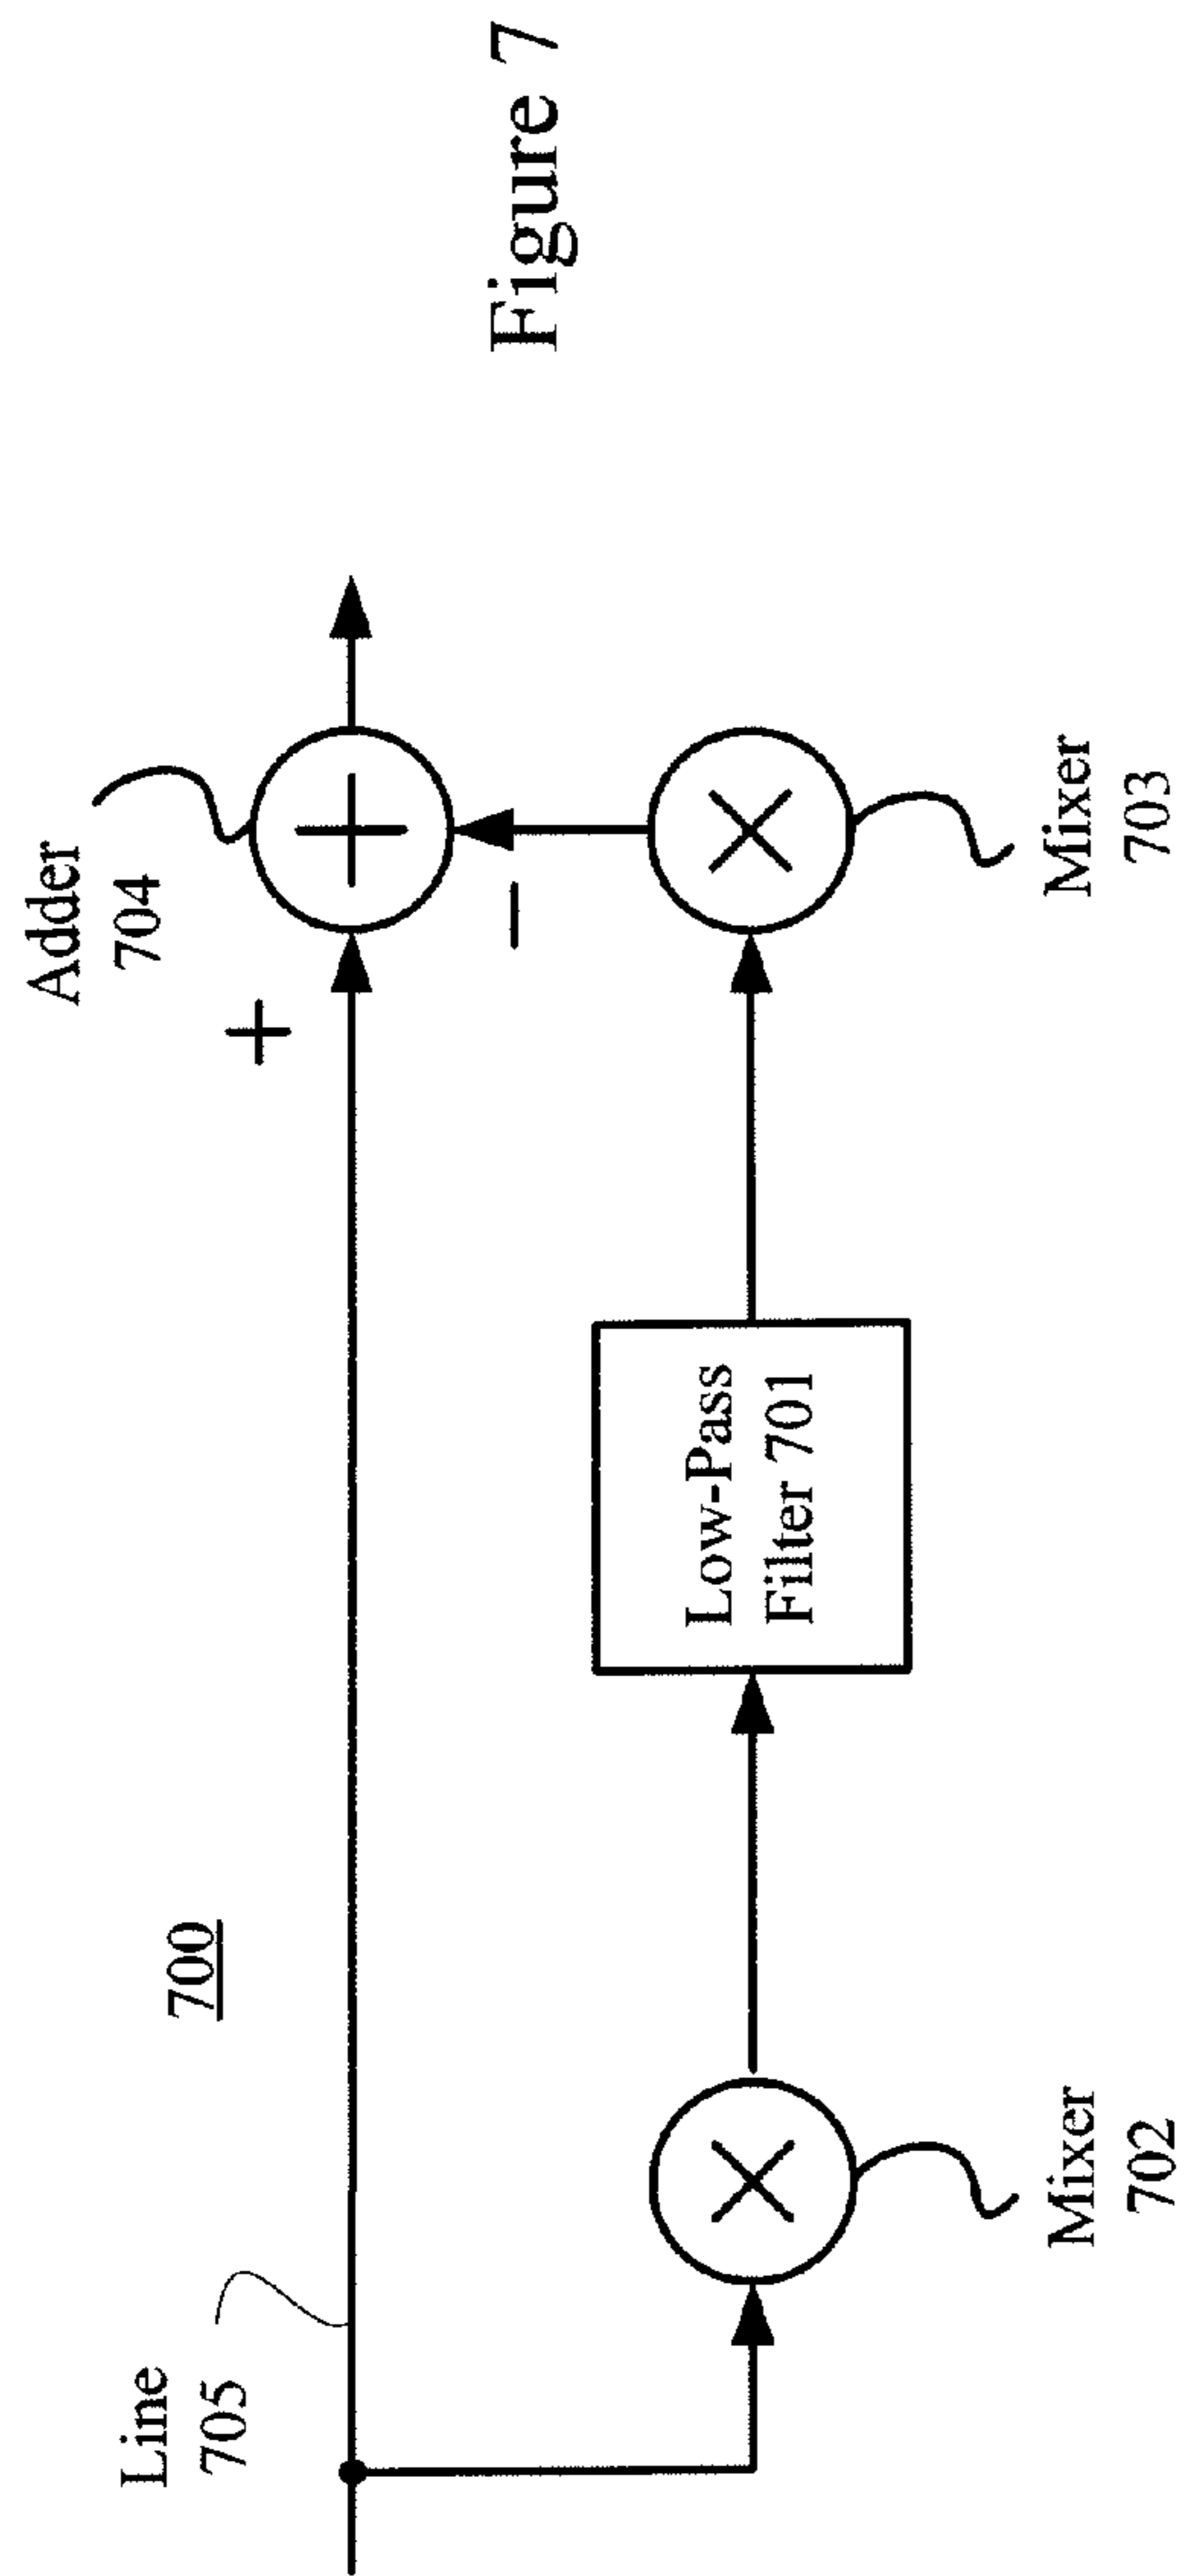 700
Line
705
Adder
704
+
−
Low-Pass
Filter 701
Mixer
702
Mixer
703
Figure 7